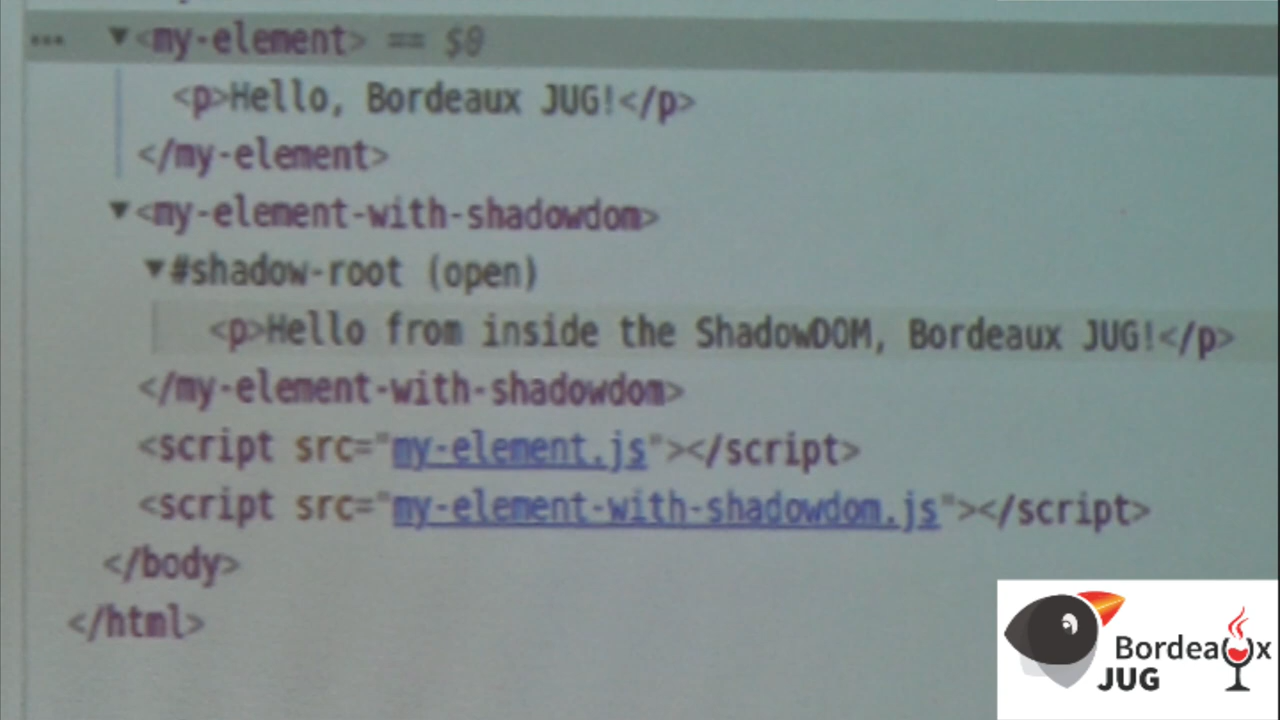 ••• ▼<my-element> == $0
<p>Hello, Bordeaux JUG!</p>
</my-element>
▼<my-element-with-shadowdom>
▼#shadow-root (open)
<p>Hello from inside the ShadowDOM, Bordeaux JUG!</p>
</my-element-with-shadowdom>
<script src="my-element.js"></script>
<script src="my-element-with-shadowdom.js"></script>
</body>
</html>
Bordeaux
JUG